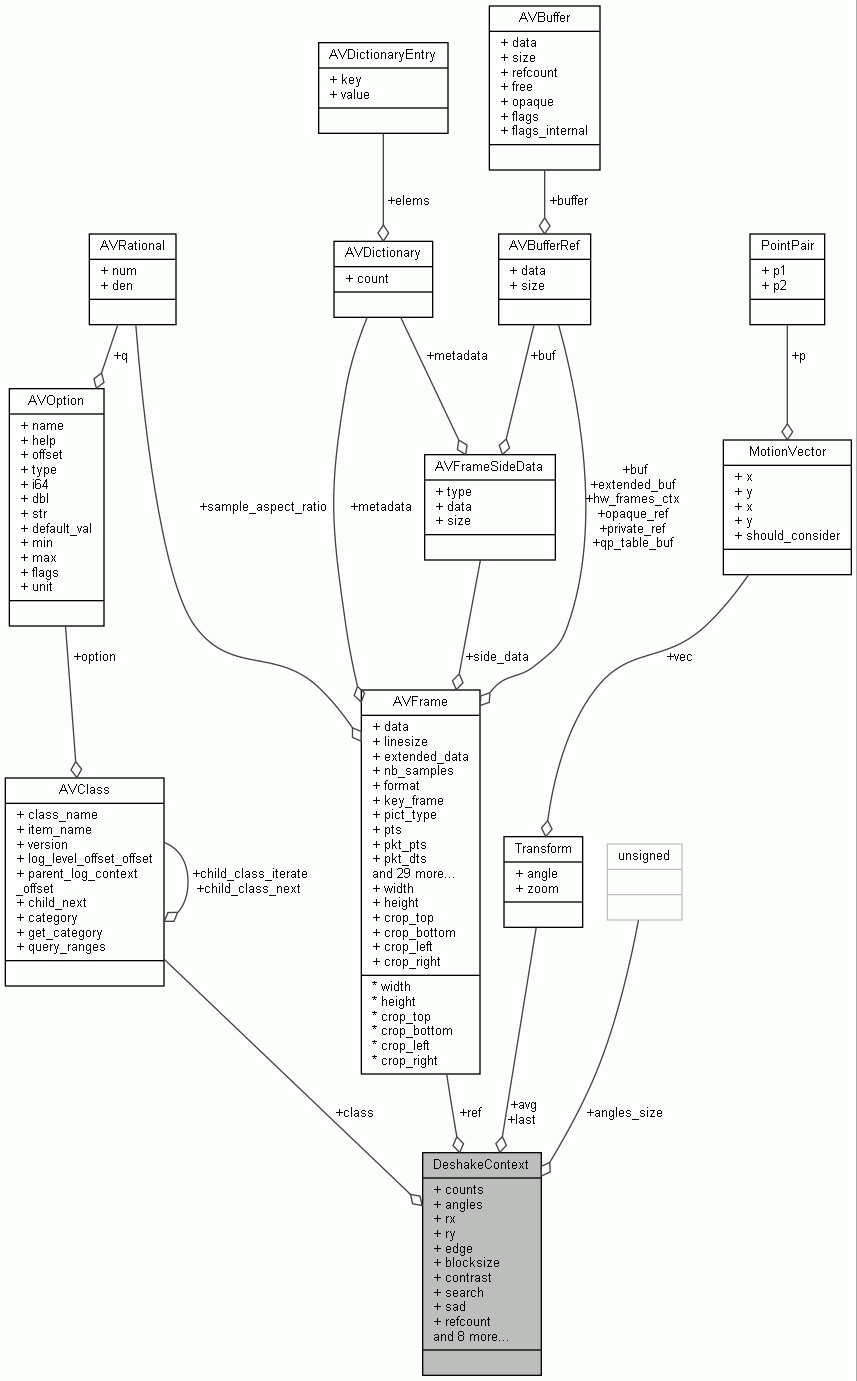 AVBuffer
+ data
+ size
+ refcount
+ free
+ opaque
+ flags
+ flags_internal
AVDictionaryEntry
+ key
+ value
+elems
+buffer
AVRational
+ num
+ den
AVDictionary
+ count
AVBufferRef
+ data
+ size
PointPair
+ p1
+ p2
+q
+metadata
+buf
+p
AVOption
+ name
+ help
+ offset
+ type
+ i64
+ dbl
+ str
+ default_val
+ min
+ max
+ flags
+ unit
+sample_aspect_ratio
+metadata
AVFrameSideData
+ type
+ data
+ size
+buf
+extended_buf
+hw_frames_ctx
+opaque_ref
+private_ref
+qp_table_buf
MotionVector
+ x
+ y
+ x
+ y
+ should_consider
+option
+side_data
+vec
AVFrame
+ data
+ linesize
+ extended_data
+ nb_samples
+ format
+ key_frame
+ pict_type
+ pts
+ pkt_pts
+ pkt_dts
and 29 more...
+ width
+ height
+ crop_top
+ crop_bottom
+ crop_left
+ crop_right
* width
* height
* crop_top
* crop_bottom
* crop_left
* crop_right
AVClass
+ class_name
+ item_name
+ version
+ log_level_offset_offset
+ parent_log_context
_offset
+ child_next
+ category
+ get_category
+ query_ranges
+child_class_iterate
+child_class_next
Transform
+ angle
+ zoom
unsigned
+class
+ref
+avg
+last
+angles_size
DeshakeContext
+ counts
+ angles
+ rx
+ ry
+ edge
+ blocksize
+ contrast
+ search
+ sad
+ refcount
and 8 more...